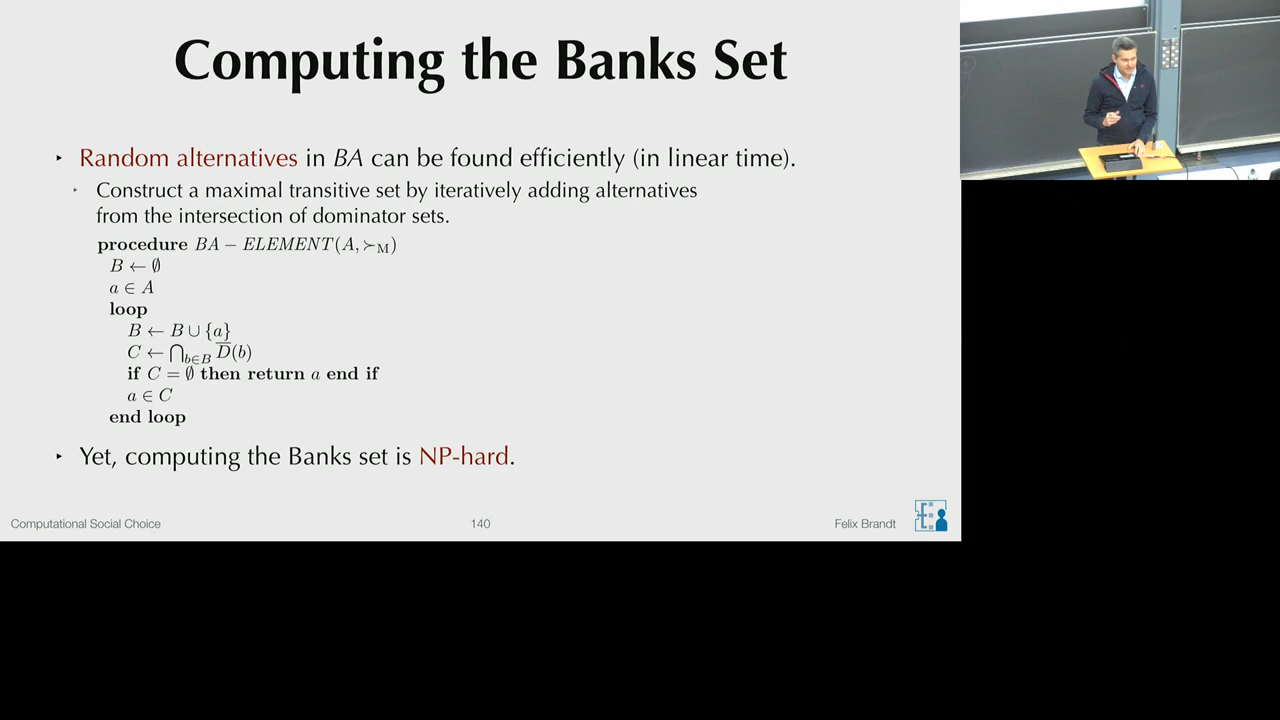 Computing the Banks Set
‣ Random alternatives in BA can be found efficiently (in linear time).
‣ Construct a maximal transitive set by iteratively adding alternatives
from the intersection of dominator sets.
procedure BA − ELEMENT(A, ≻M)
B ← ∅
a ∈ A
loop
B ← B ∪ {a}
C ← ⋂b∈B D̅(b)
if C = ∅ then return a end if
a ∈ C
end loop
‣ Yet, computing the Banks set is NP-hard.
Computational Social Choice 140 Felix Brandt